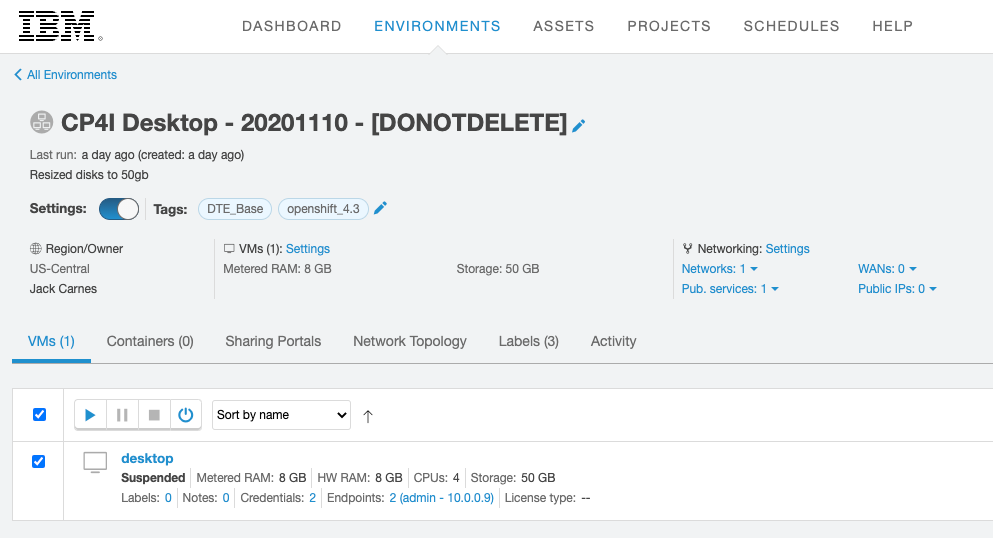 IBM
DASHBOARD ENVIRONMENTS ASSETS PROJECTS SCHEDULES HELP
All Environments
CP4I Desktop - 20201110 - [DONOTDELETE]
Last run: a day ago (created: a day ago)
Resized disks to 50gb
Settings: Tags: DTE_Base openshift_4.3
Region/Owner VMs (1): Settings Networking: Settings
US-Central Metered RAM: 8 GB Storage: 50 GB Networks: 1 WANs: 0
Jack Carnes Pub. services: 1 Public IPs: 0
VMs (1) Containers (0) Sharing Portals Network Topology Labels (3) Activity
Sort by name
desktop
Suspended Metered RAM: 8 GB HW RAM: 8 GB CPUs: 4 Storage: 50 GB
Labels: 0 Notes: 0 Credentials: 2 Endpoints: 2 (admin - 10.0.0.9) License type: --